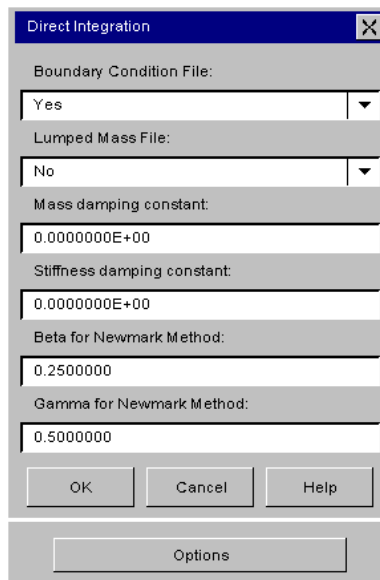 Direct Integration
Boundary Condition File:
Yes
Lumped Mass File:
No
Mass damping constant:
0.0000000E+00
Stiffness damping constant:
0.0000000E+00
Beta for Newmark Method:
0.2500000
Gamma for Newmark Method:
0.5000000
OK Cancel Help
Options